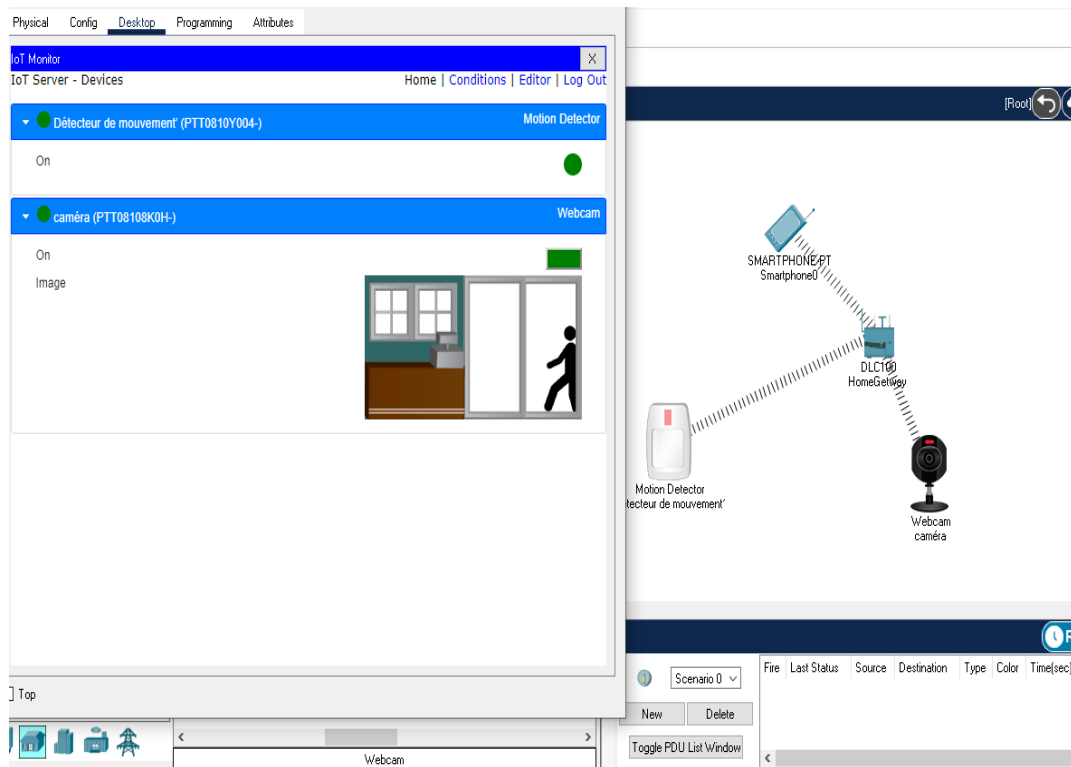 Physical Config Desktop Programming Attributes
IoT Monitor X
IoT Server - Devices Home | Conditions | Editor | Log Out
Détecteur de mouvement' (PTT0810Y004-) Motion Detector
On
caméra (PTT08108K0H-) Webcam
On
Image
Top
Webcam
[Root]
SMARTPHONE-PT
Smartphone0
DLC100
HomeGetway
Motion Detector
tecteur de mouvement'
Webcam
caméra
Scenario 0
New Delete
Toggle PDU List Window
Fire Last Status Source Destination Type Color Time(sec)